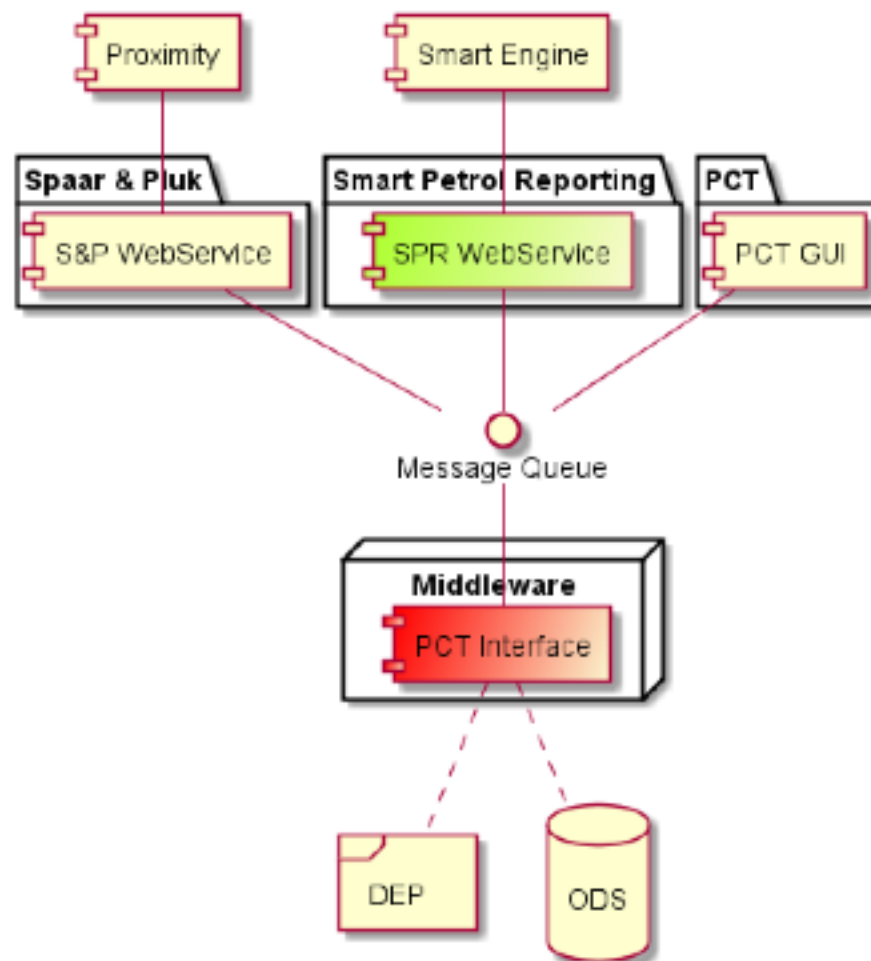 Proximity
Smart Engine
Spaar & Pluk
Smart Petrol Reporting
PCT
S&P WebService
SPR WebService
PCT GUI
Message Queue
Middleware
PCT Interface
DEP
ODS